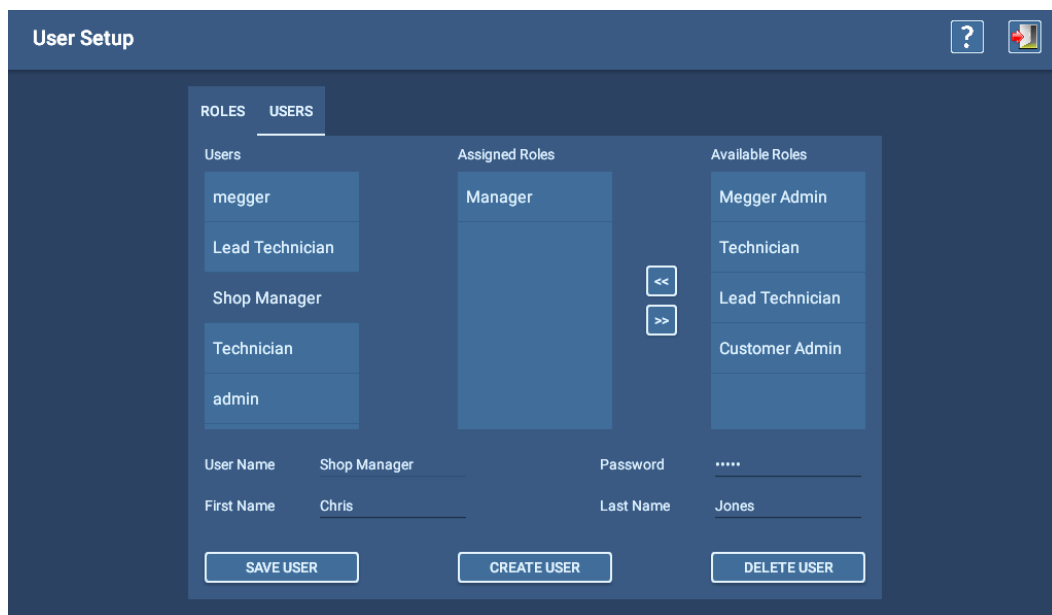 User Setup
?
ROLES USERS
Users Assigned Roles Available Roles
megger Manager Megger Admin
Lead Technician Technician
Shop Manager << Lead Technician
>>
Technician Customer Admin
admin
User Name Shop Manager Password •••••
First Name Chris Last Name Jones
SAVE USER CREATE USER DELETE USER